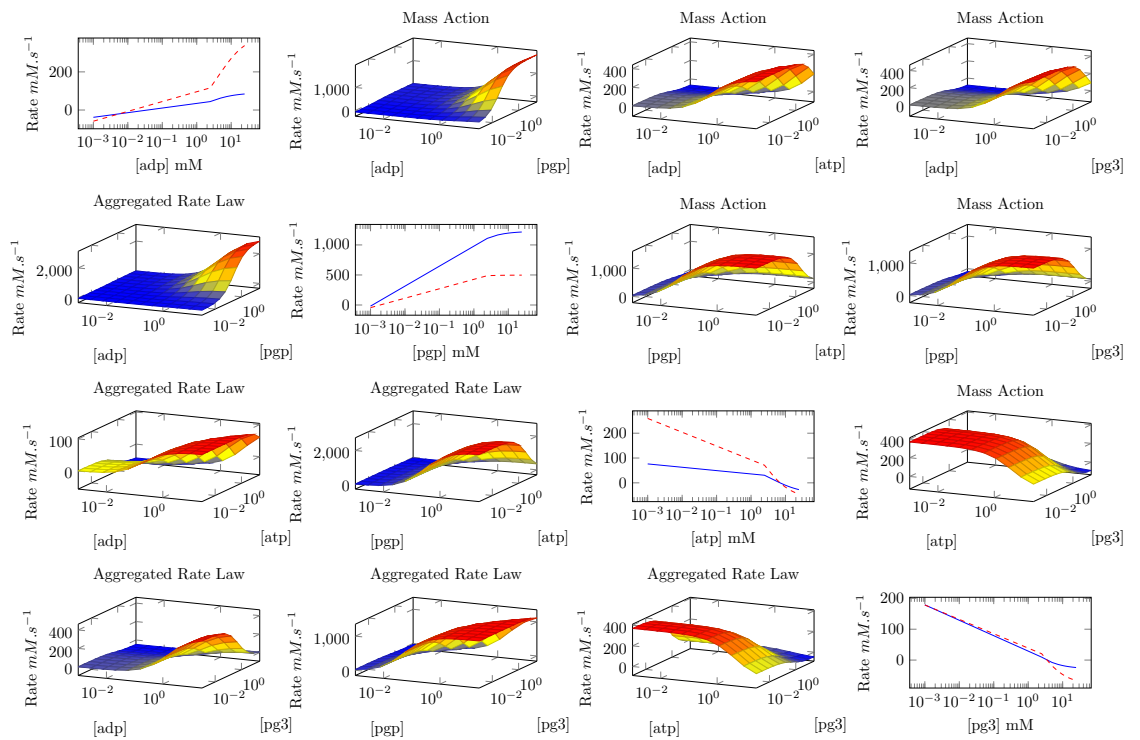 Mass Action
Mass Action
Mass Action
Rate mM.s⁻¹
200
0
10⁻³ 10⁻² 10⁻¹ 10⁰ 10¹
[adp] mM
Rate mM.s⁻¹
1,000
0
10⁻² 10⁰ 10⁻² 10⁰
[adp] [pgp]
Rate mM.s⁻¹
400
200
0
10⁻² 10⁰ 10⁻² 10⁰
[adp] [atp]
Rate mM.s⁻¹
400
200
0
10⁻² 10⁰ 10⁻² 10⁰
[adp] [pg3]
Aggregated Rate Law
Mass Action
Mass Action
Rate mM.s⁻¹
2,000
0
10⁻² 10⁰ 10⁻² 10⁰
[adp] [pgp]
Rate mM.s⁻¹
1,000
500
0
10⁻³ 10⁻² 10⁻¹ 10⁰ 10¹
[pgp] mM
Rate mM.s⁻¹
1,000
0
10⁻² 10⁰ 10⁻² 10⁰
[pgp] [atp]
Rate mM.s⁻¹
1,000
0
10⁻² 10⁰ 10⁻² 10⁰
[pgp] [pg3]
Aggregated Rate Law
Aggregated Rate Law
Mass Action
Rate mM.s⁻¹
100
0
10⁻² 10⁰ 10⁻² 10⁰
[adp] [atp]
Rate mM.s⁻¹
2,000
0
10⁻² 10⁰ 10⁻² 10⁰
[pgp] [atp]
Rate mM.s⁻¹
200
100
0
10⁻³ 10⁻² 10⁻¹ 10⁰ 10¹
[atp] mM
Rate mM.s⁻¹
400
200
0
10⁻² 10⁰ 10⁻² 10⁰
[atp] [pg3]
Aggregated Rate Law
Aggregated Rate Law
Aggregated Rate Law
Rate mM.s⁻¹
400
200
0
10⁻² 10⁰ 10⁻² 10⁰
[adp] [pg3]
Rate mM.s⁻¹
1,000
0
10⁻² 10⁰ 10⁻² 10⁰
[pgp] [pg3]
Rate mM.s⁻¹
400
200
0
10⁻² 10⁰ 10⁻² 10⁰
[atp] [pg3]
Rate mM.s⁻¹
200
100
0
10⁻³ 10⁻² 10⁻¹ 10⁰ 10¹
[pg3] mM